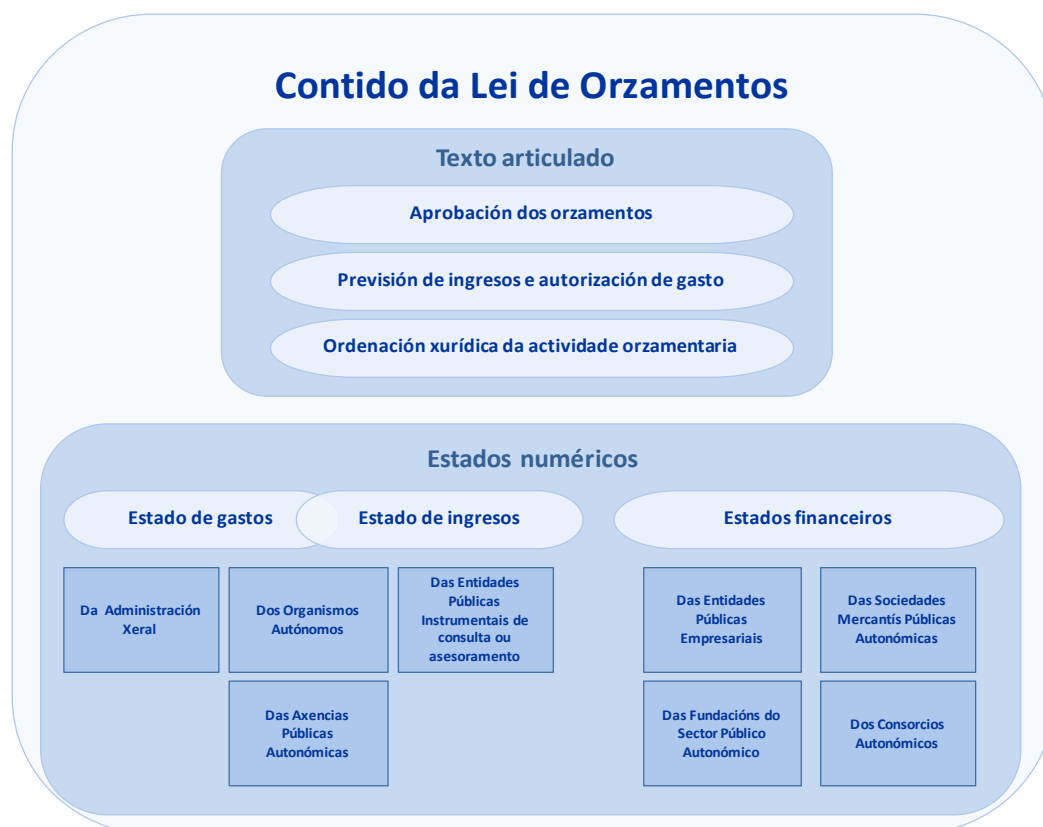 Contido da Lei de Orzamentos
Texto articulado
Aprobación dos orzamentos
Previsión de ingresos e autorización de gasto
Ordenación xurídica da actividade orzamentaria
Estados numéricos
Estado de gastos
Estado de ingresos
Estados financeiros
Da Administración
Xeral
Dos Organismos
Autónomos
Das Entidades
Públicas
Instrumentais de
consulta ou
asesoramento
Das Axencias
Públicas
Autonómicas
Das Entidades
Públicas
Empresariais
Das Sociedades
Mercantís Públicas
Autonómicas
Das Fundacións do
Sector Público
Autonómico
Dos Consorcios
Autonómicos